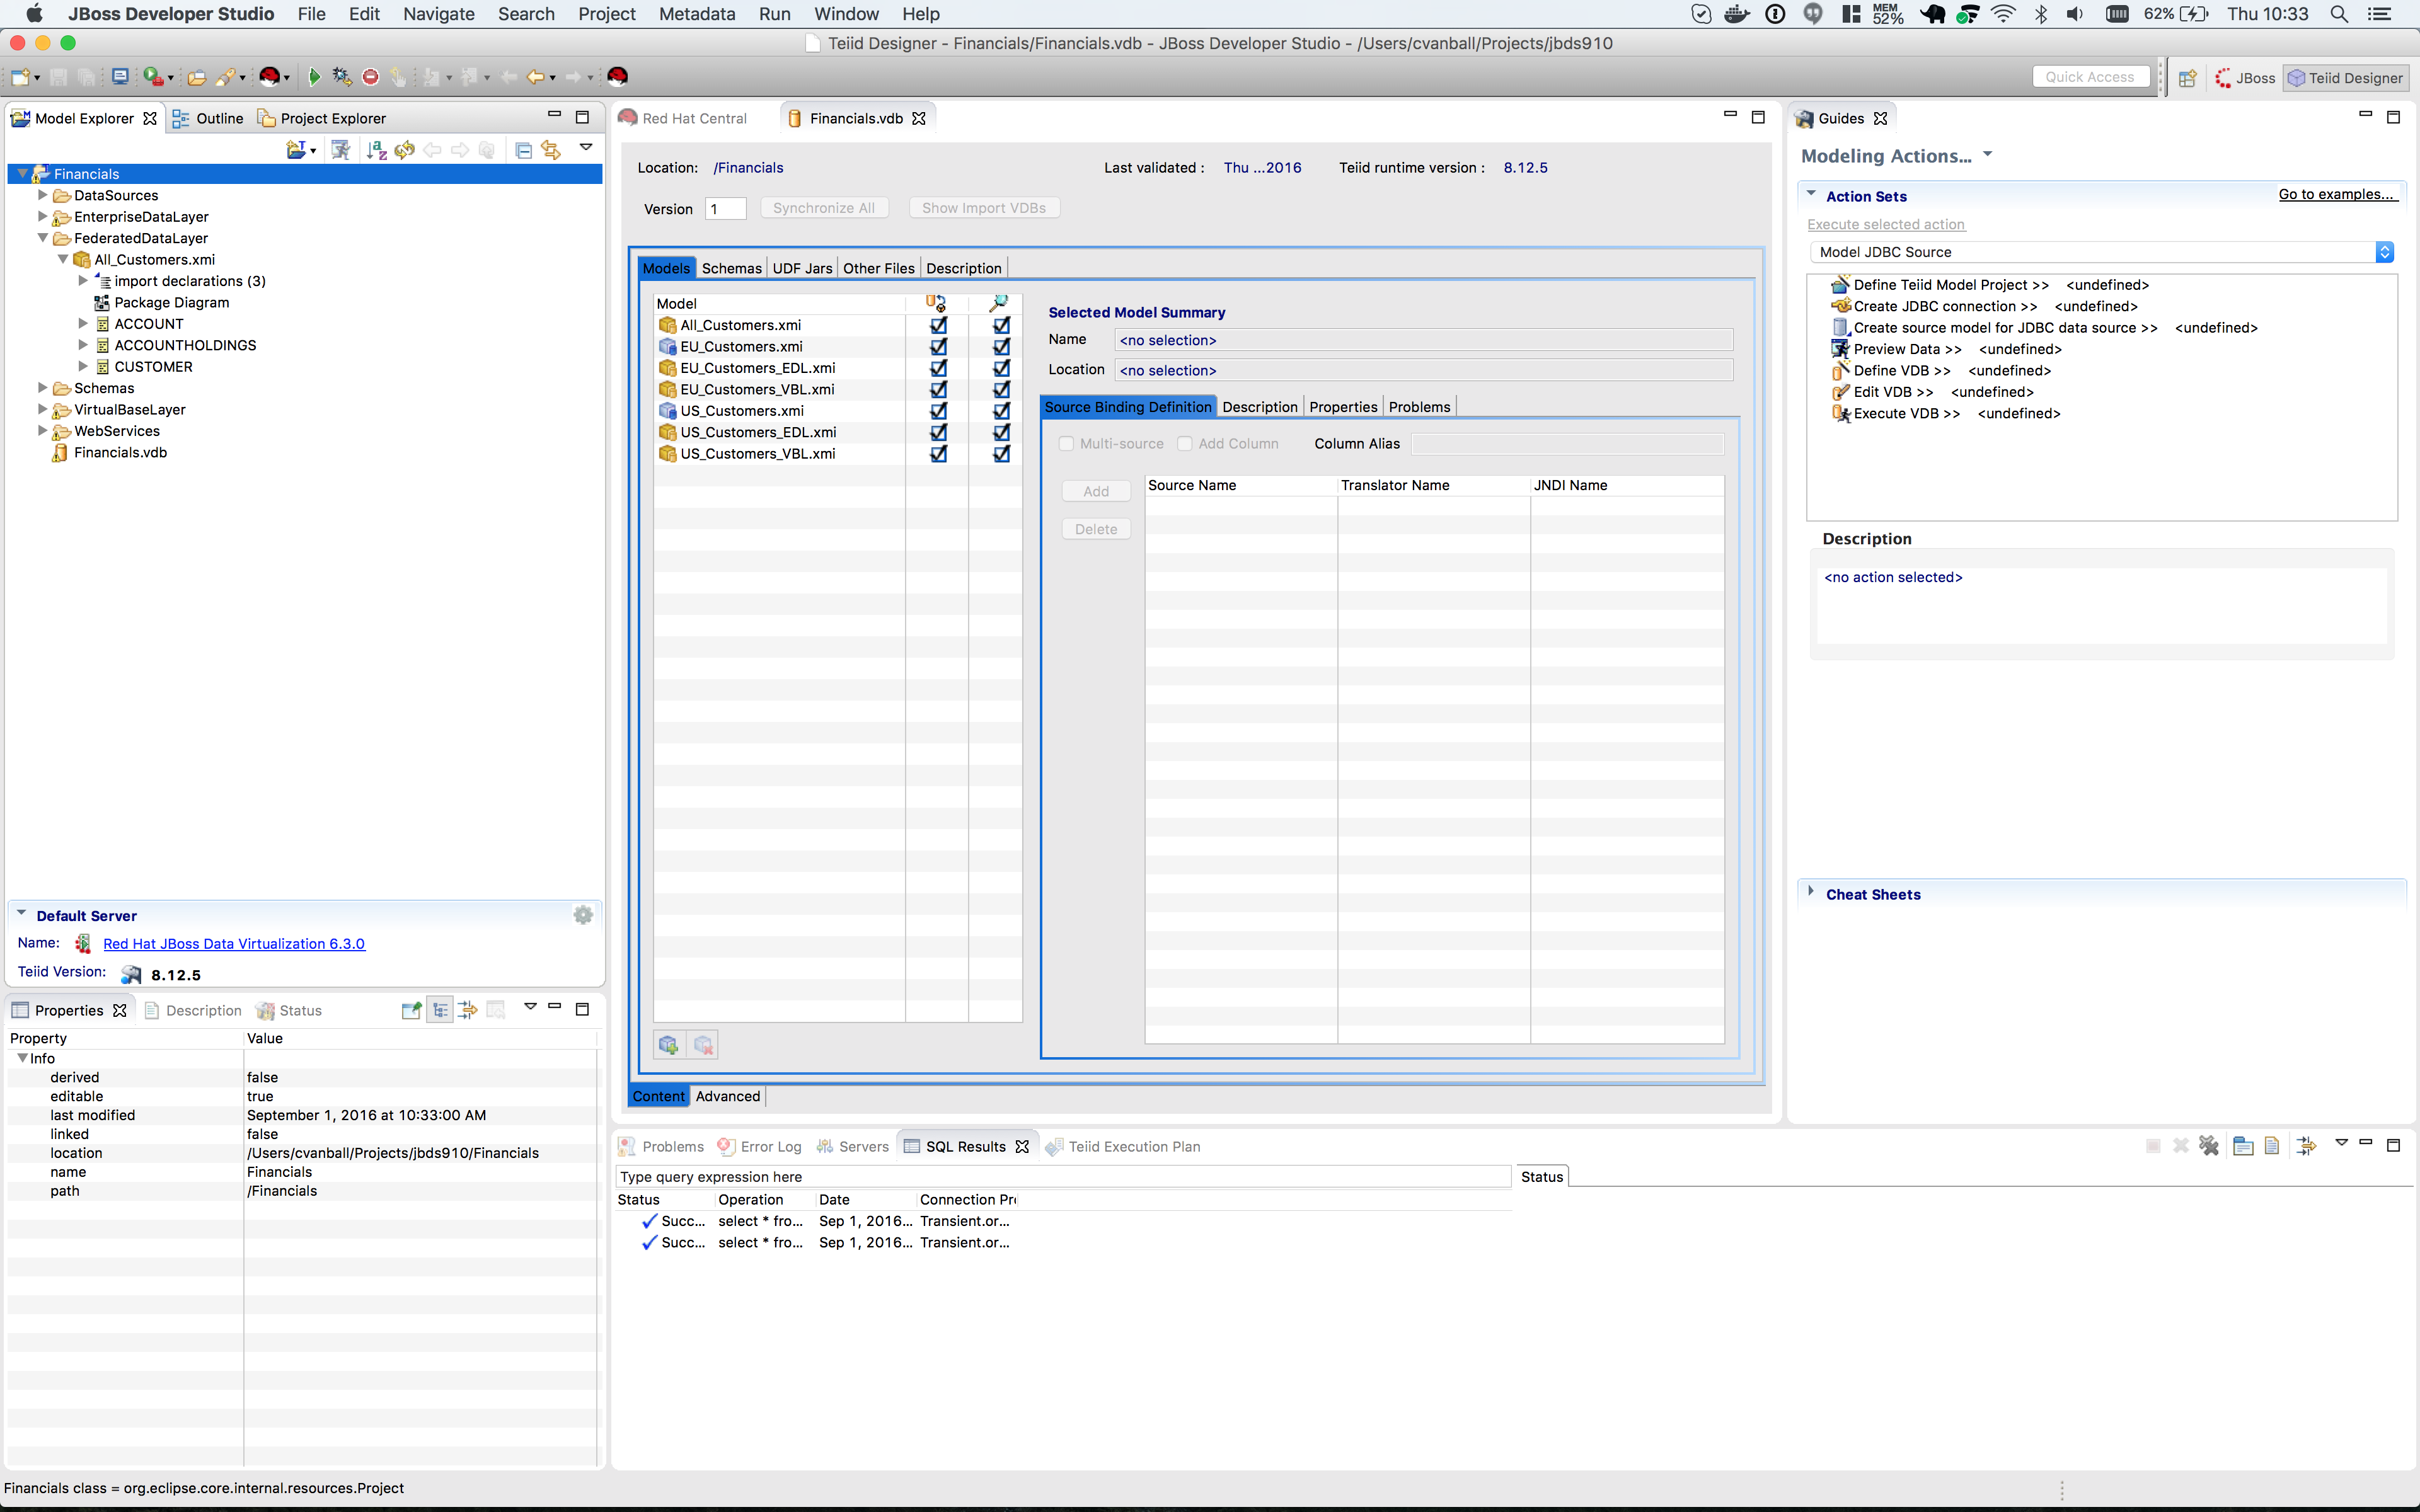 JBoss Developer Studio File Edit Navigate Search Project Metadata Run Window Help MEM 52% 62% Thu 10:33
Teiid Designer - Financials/Financials.vdb - JBoss Developer Studio - /Users/cvanball/Projects/jbds910
Quick Access JBoss Teiid Designer
Model Explorer Outline Project Explorer
Financials
DataSources
EnterpriseDataLayer
FederatedDataLayer
All_Customers.xmi
import declarations (3)
Package Diagram
ACCOUNT
ACCOUNTHOLDINGS
CUSTOMER
Schemas
VirtualBaseLayer
WebServices
Financials.vdb
Default Server
Name: Red Hat JBoss Data Virtualization 6.3.0
Teiid Version: 8.12.5
Properties Description Status
Property Value
Info
derived false
editable true
last modified September 1, 2016 at 10:33:00 AM
linked false
location /Users/cvanball/Projects/jbds910/Financials
name Financials
path /Financials
Red Hat Central Financials.vdb
Location: /Financials Last validated : Thu ...2016 Teiid runtime version : 8.12.5
Version 1 Synchronize All Show Import VDBs
Models Schemas UDF Jars Other Files Description
Model
All_Customers.xmi
EU_Customers.xmi
EU_Customers_EDL.xmi
EU_Customers_VBL.xmi
US_Customers.xmi
US_Customers_EDL.xmi
US_Customers_VBL.xmi
Selected Model Summary
Name <no selection>
Location <no selection>
Source Binding Definition Description Properties Problems
Multi-source Add Column Column Alias
Add
Delete
Source Name Translator Name JNDI Name
Content Advanced
Problems Error Log Servers SQL Results Teiid Execution Plan
Type query expression here
Status
Status Operation Date Connection Pr
Succ... select * fro... Sep 1, 2016... Transient.or...
Succ... select * fro... Sep 1, 2016... Transient.or...
Guides
Modeling Actions...
Action Sets Go to examples...
Execute selected action
Model JDBC Source
Define Teiid Model Project >> <undefined>
Create JDBC connection >> <undefined>
Create source model for JDBC data source >> <undefined>
Preview Data >> <undefined>
Define VDB >> <undefined>
Edit VDB >> <undefined>
Execute VDB >> <undefined>
Description
<no action selected>
Cheat Sheets
Financials class = org.eclipse.core.internal.resources.Project